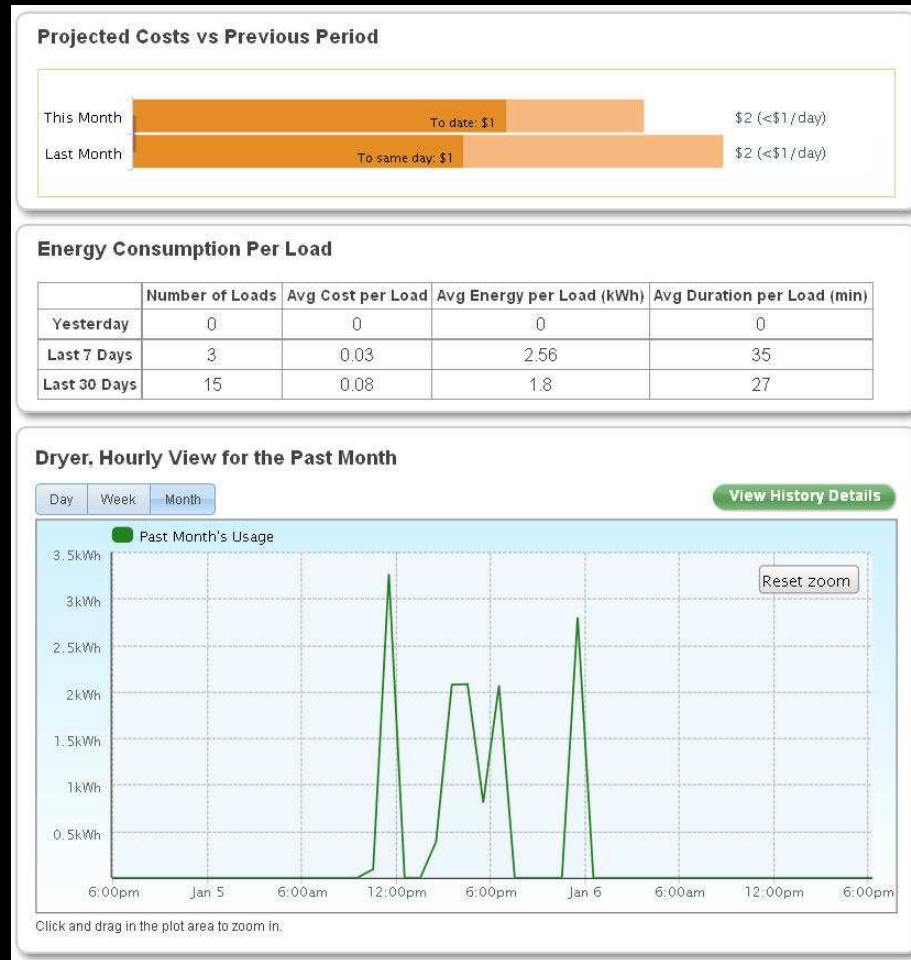 Projected Costs vs Previous Period
This Month To date: $1 $2 (<$1/day)
Last Month To same day: $1 $2 (<$1/day)
Energy Consumption Per Load
Number of Loads Avg Cost per Load Avg Energy per Load (kWh) Avg Duration per Load (min)
Yesterday 0 0 0 0
Last 7 Days 3 0.03 2.56 35
Last 30 Days 15 0.08 1.8 27
Dryer. Hourly View for the Past Month
Day Week Month View History Details
Past Month's Usage
3.5kWh
Reset zoom
3kWh
2.5kWh
2kWh
1.5kWh
1kWh
0.5kWh
6:00pm Jan 5 6:00am 12:00pm 6:00pm Jan 6 6:00am 12:00pm 6:00pm
Click and drag in the plot area to zoom in.